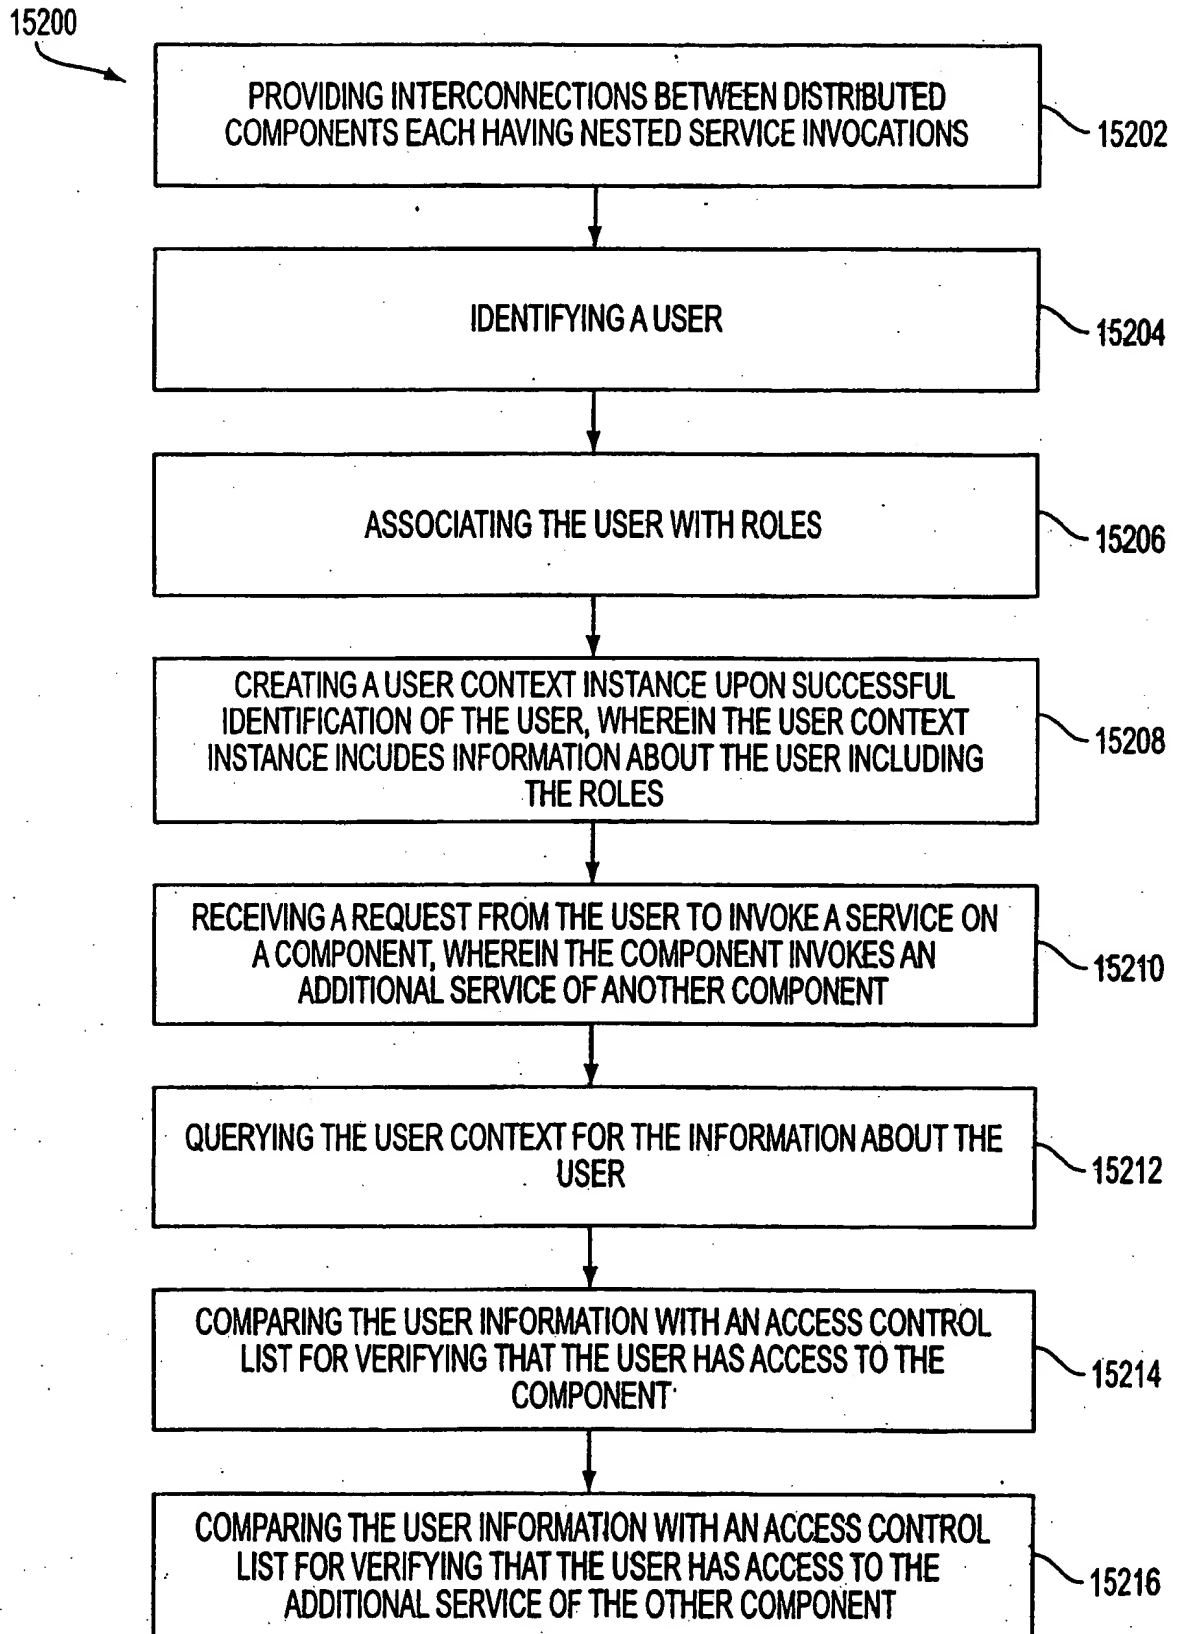 15200
PROVIDING INTERCONNECTIONS BETWEEN DISTRIBUTED
COMPONENTS EACH HAVING NESTED SERVICE INVOCATIONS
15202
IDENTIFYING A USER
15204
ASSOCIATING THE USER WITH ROLES
15206
CREATING A USER CONTEXT INSTANCE UPON SUCCESSFUL
IDENTIFICATION OF THE USER, WHEREIN THE USER CONTEXT
INSTANCE INCUDES INFORMATION ABOUT THE USER INCLUDING
THE ROLES
15208
RECEIVING A REQUEST FROM THE USER TO INVOKE A SERVICE ON
A COMPONENT, WHEREIN THE COMPONENT INVOKES AN
ADDITIONAL SERVICE OF ANOTHER COMPONENT
15210
QUERYING THE USER CONTEXT FOR THE INFORMATION ABOUT THE
USER
15212
COMPARING THE USER INFORMATION WITH AN ACCESS CONTROL
LIST FOR VERIFYING THAT THE USER HAS ACCESS TO THE
COMPONENT
15214
COMPARING THE USER INFORMATION WITH AN ACCESS CONTROL
LIST FOR VERIFYING THAT THE USER HAS ACCESS TO THE
ADDITIONAL SERVICE OF THE OTHER COMPONENT
15216